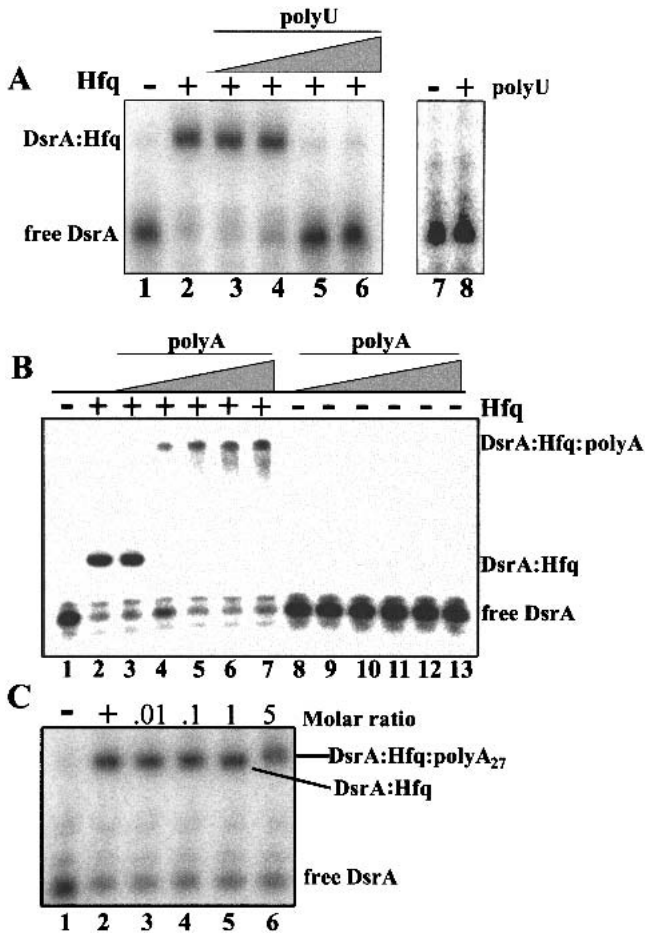 polyU
A Hfq - + + + + + - + polyU
DsrA:Hfq
free DsrA
1 2 3 4 5 6 7 8
polyA polyA
B
- + + + + + + - - - - - - Hfq
DsrA:Hfq:polyA
DsrA:Hfq
free DsrA
1 2 3 4 5 6 7 8 9 10 11 12 13
C
- + .01 .1 1 5 Molar ratio
DsrA:Hfq:polyA27
DsrA:Hfq
free DsrA
1 2 3 4 5 6